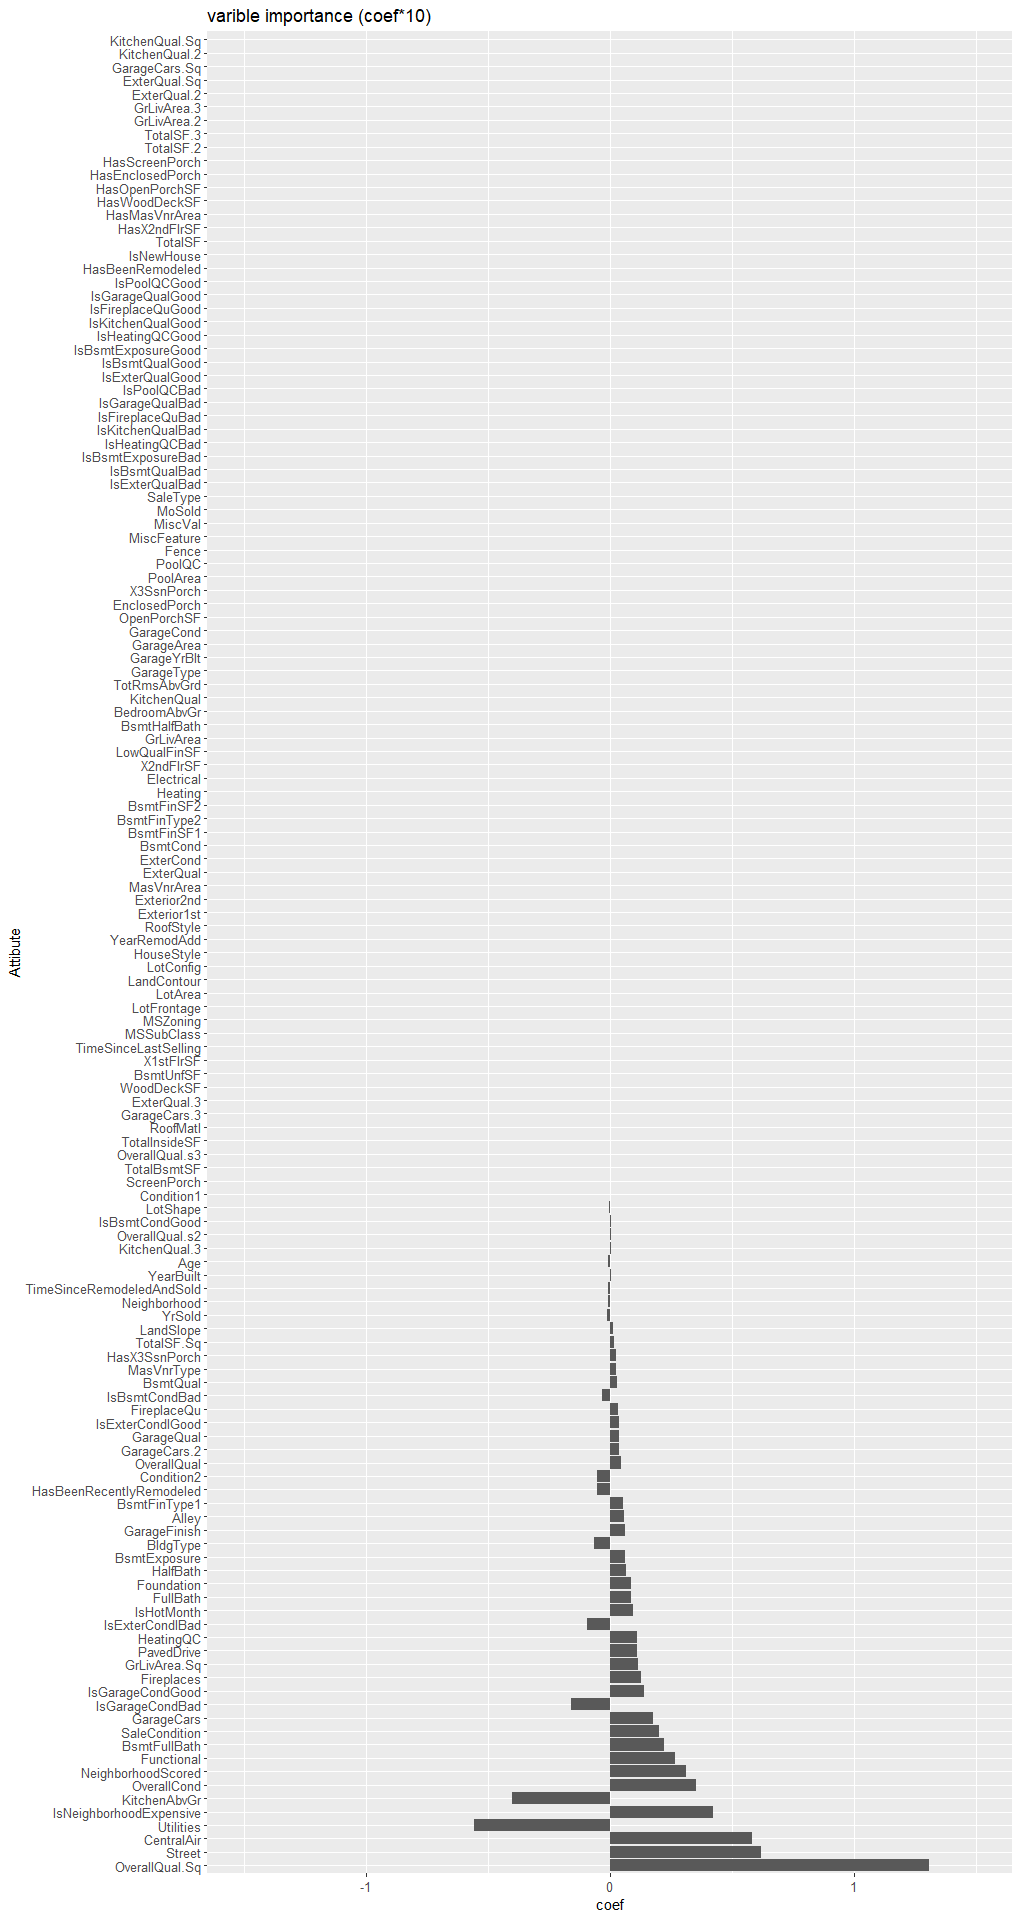 varible importance (coef*10)
KitchenQual.Sq
KitchenQual.2
GarageCars.Sq
ExterQual.Sq
ExterQual.2
GrLivArea.3
GrLivArea.2
TotalSF.3
TotalSF.2
HasScreenPorch
HasEnclosedPorch
HasOpenPorchSF
HasWoodDeckSF
HasMasVnrArea
HasX2ndFlrSF
TotalSF
IsNewHouse
HasBeenRemodeled
IsPoolQCGood
IsGarageQualGood
IsFireplaceQuGood
IsKitchenQualGood
IsHeatingQCGood
IsBsmtExposureGood
IsBsmtQualGood
IsExterQualGood
IsPoolQCBad
IsGarageQualBad
IsFireplaceQuBad
IsKitchenQualBad
IsHeatingQCBad
IsBsmtExposureBad
IsBsmtQualBad
IsExterQualBad
SaleType
MoSold
MiscVal
MiscFeature
Fence
PoolQC
PoolArea
X3SsnPorch
EnclosedPorch
OpenPorchSF
GarageCond
GarageArea
GarageYrBlt
GarageType
TotRmsAbvGrd
KitchenQual
BedroomAbvGr
BsmtHalfBath
GrLivArea
LowQualFinSF
X2ndFlrSF
Electrical
Heating
BsmtFinSF2
BsmtFinType2
BsmtFinSF1
BsmtCond
ExterCond
ExterQual
MasVnrArea
Exterior2nd
Exterior1st
RoofStyle
YearRemodAdd
HouseStyle
LotConfig
LandContour
LotArea
LotFrontage
MSZoning
MSSubClass
TimeSinceLastSelling
X1stFlrSF
BsmtUnfSF
WoodDeckSF
ExterQual.3
GarageCars.3
RoofMatl
TotalInsideSF
OverallQual.s3
TotalBsmtSF
ScreenPorch
Condition1
LotShape
IsBsmtCondGood
OverallQual.s2
KitchenQual.3
Age
YearBuilt
TimeSinceRemodeledAndSold
Neighborhood
YrSold
LandSlope
TotalSF.Sq
HasX3SsnPorch
MasVnrType
BsmtQual
IsBsmtCondBad
FireplaceQu
IsExterCondlGood
GarageQual
GarageCars.2
OverallQual
Condition2
HasBeenRecentlyRemodeled
BsmtFinType1
Alley
GarageFinish
BldgType
BsmtExposure
HalfBath
Foundation
FullBath
IsHotMonth
IsExterCondlBad
HeatingQC
PavedDrive
GrLivArea.Sq
Fireplaces
IsGarageCondGood
IsGarageCondBad
GarageCars
SaleCondition
BsmtFullBath
Functional
NeighborhoodScored
OverallCond
KitchenAbvGr
IsNeighborhoodExpensive
Utilities
CentralAir
Street
OverallQual.Sq
Attibute
-1 0 1
coef